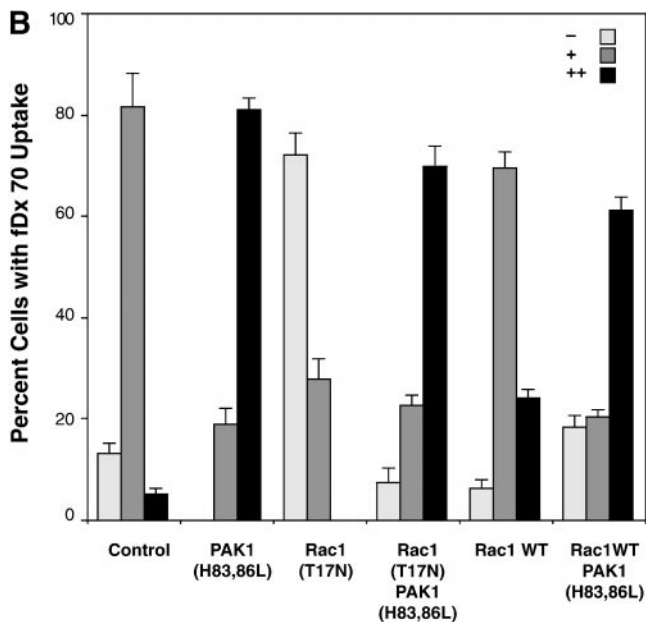 B
Percent Cells with fDx 70 Uptake
100
80
60
40
20
0
−
+
++
Control
PAK1
(H83,86L)
Rac1
(T17N)
Rac1
(T17N)
PAK1
(H83,86L)
Rac1 WT
Rac1WT
PAK1
(H83,86L)